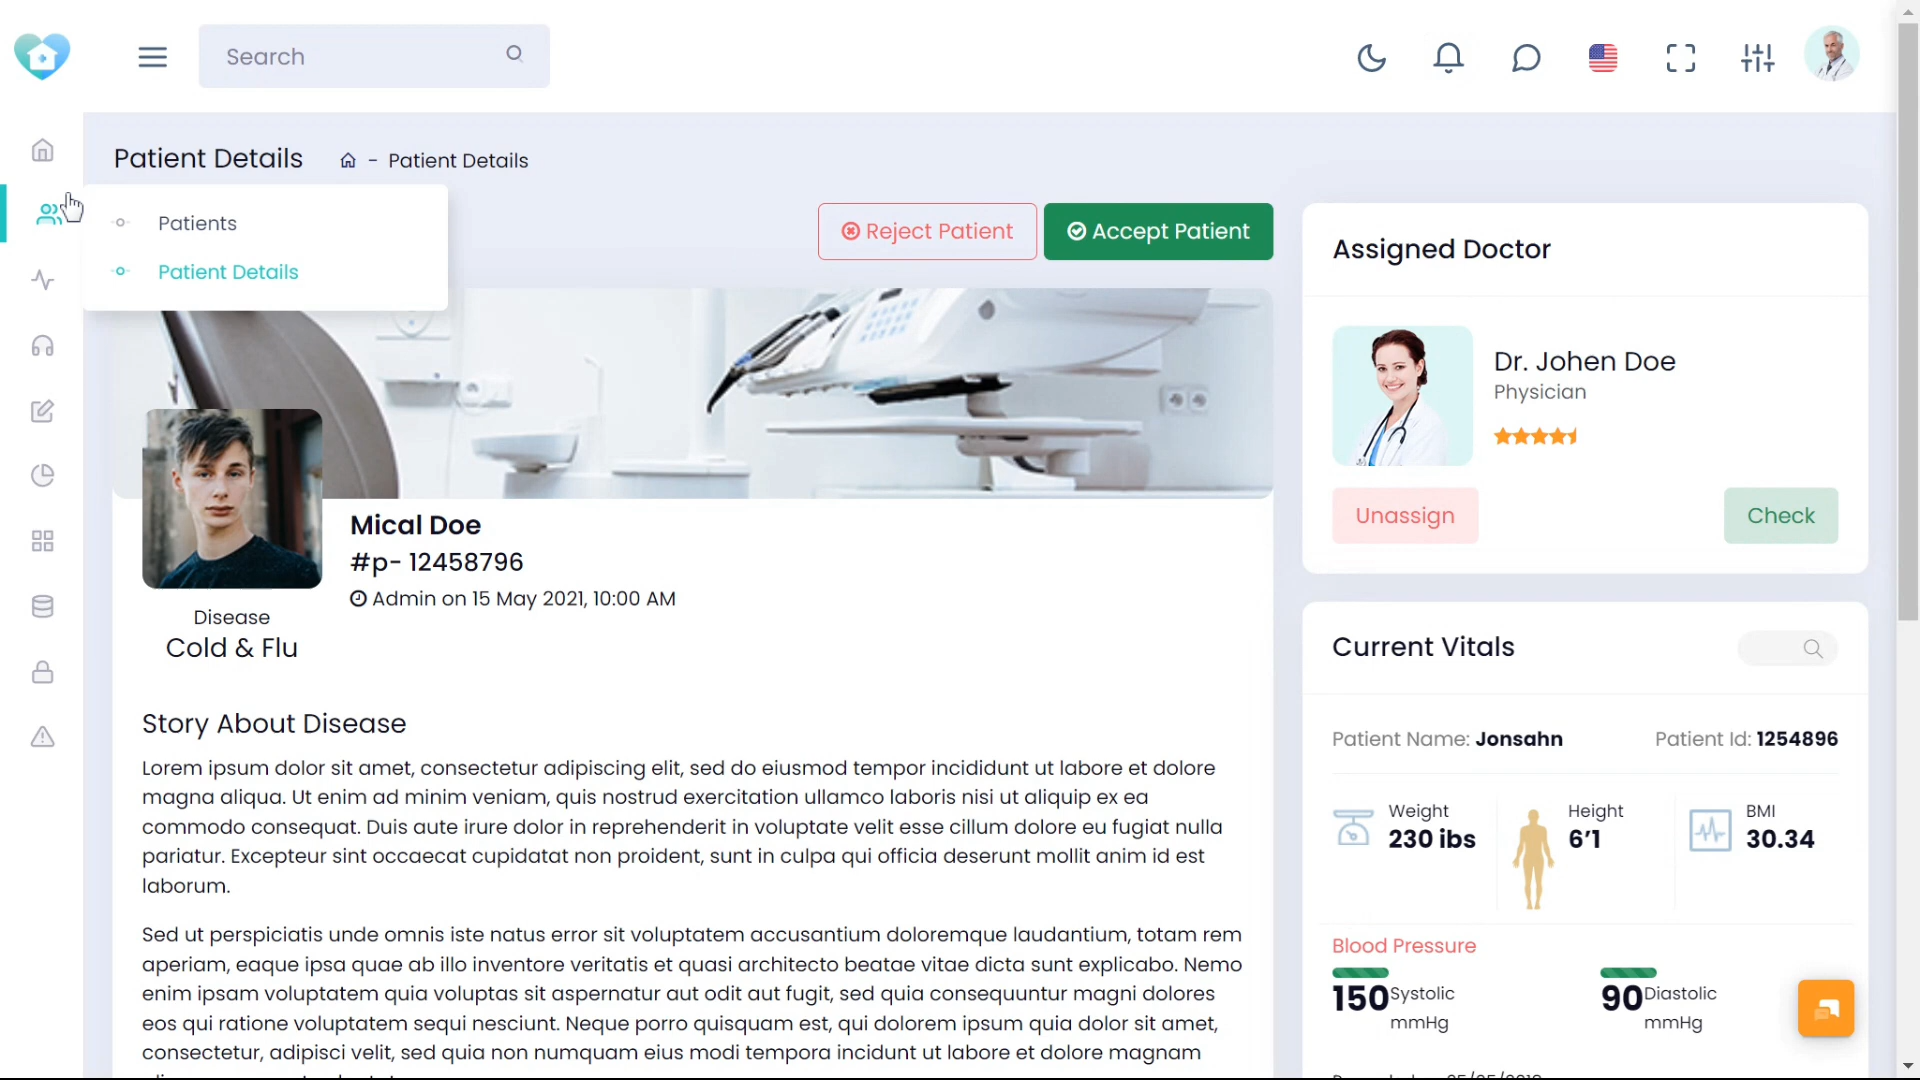 Search
Patient Details
- Patient Details
Patients
Patient Details
Reject Patient
Accept Patient
Mical Doe
#p- 12458796
Admin on 15 May 2021, 10:00 AM
Disease
Cold & Flu
Story About Disease
Lorem ipsum dolor sit amet, consectetur adipiscing elit, sed do eiusmod tempor incididunt ut labore et dolore
magna aliqua. Ut enim ad minim veniam, quis nostrud exercitation ullamco laboris nisi ut aliquip ex ea
commodo consequat. Duis aute irure dolor in reprehenderit in voluptate velit esse cillum dolore eu fugiat nulla
pariatur. Excepteur sint occaecat cupidatat non proident, sunt in culpa qui officia deserunt mollit anim id est
laborum.
Sed ut perspiciatis unde omnis iste natus error sit voluptatem accusantium doloremque laudantium, totam rem
aperiam, eaque ipsa quae ab illo inventore veritatis et quasi architecto beatae vitae dicta sunt explicabo. Nemo
enim ipsam voluptatem quia voluptas sit aspernatur aut odit aut fugit, sed quia consequuntur magni dolores
eos qui ratione voluptatem sequi nesciunt. Neque porro quisquam est, qui dolorem ipsum quia dolor sit amet,
consectetur, adipisci velit, sed quia non numquam eius modi tempora incidunt ut labore et dolore magnam
Assigned Doctor
Dr. Johen Doe
Physician
Unassign
Check
Current Vitals
Patient Name: Jonsahn
Patient Id: 1254896
Weight
230 ibs
Height
6'1
BMI
30.34
Blood Pressure
150 Systolic
mmHg
90 Diastolic
mmHg